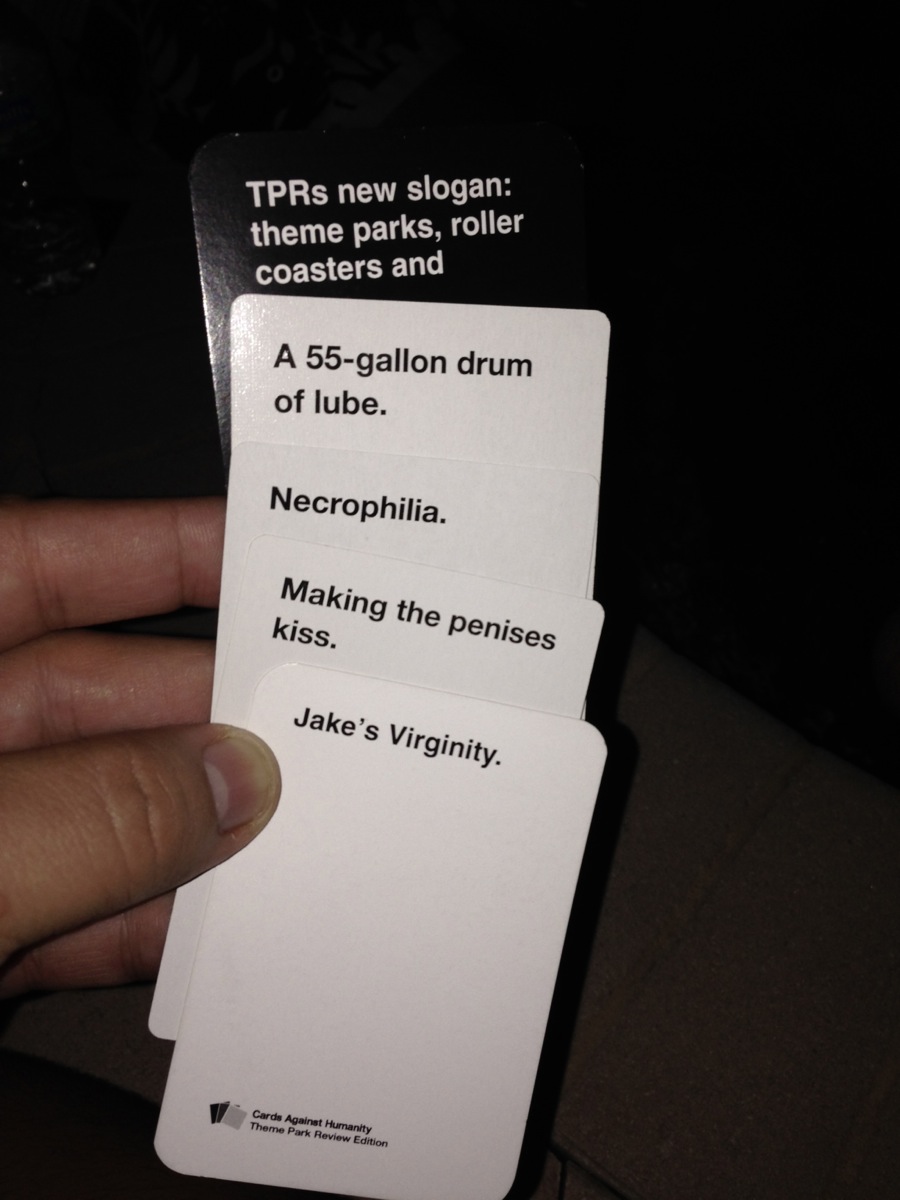 TPRs new slogan:
theme parks, roller
coasters and
A 55-gallon drum
of lube.
Necrophilia.
Making the penises
kiss.
Jake's Virginity.
Cards Against Humanity
Theme Park Review Edition